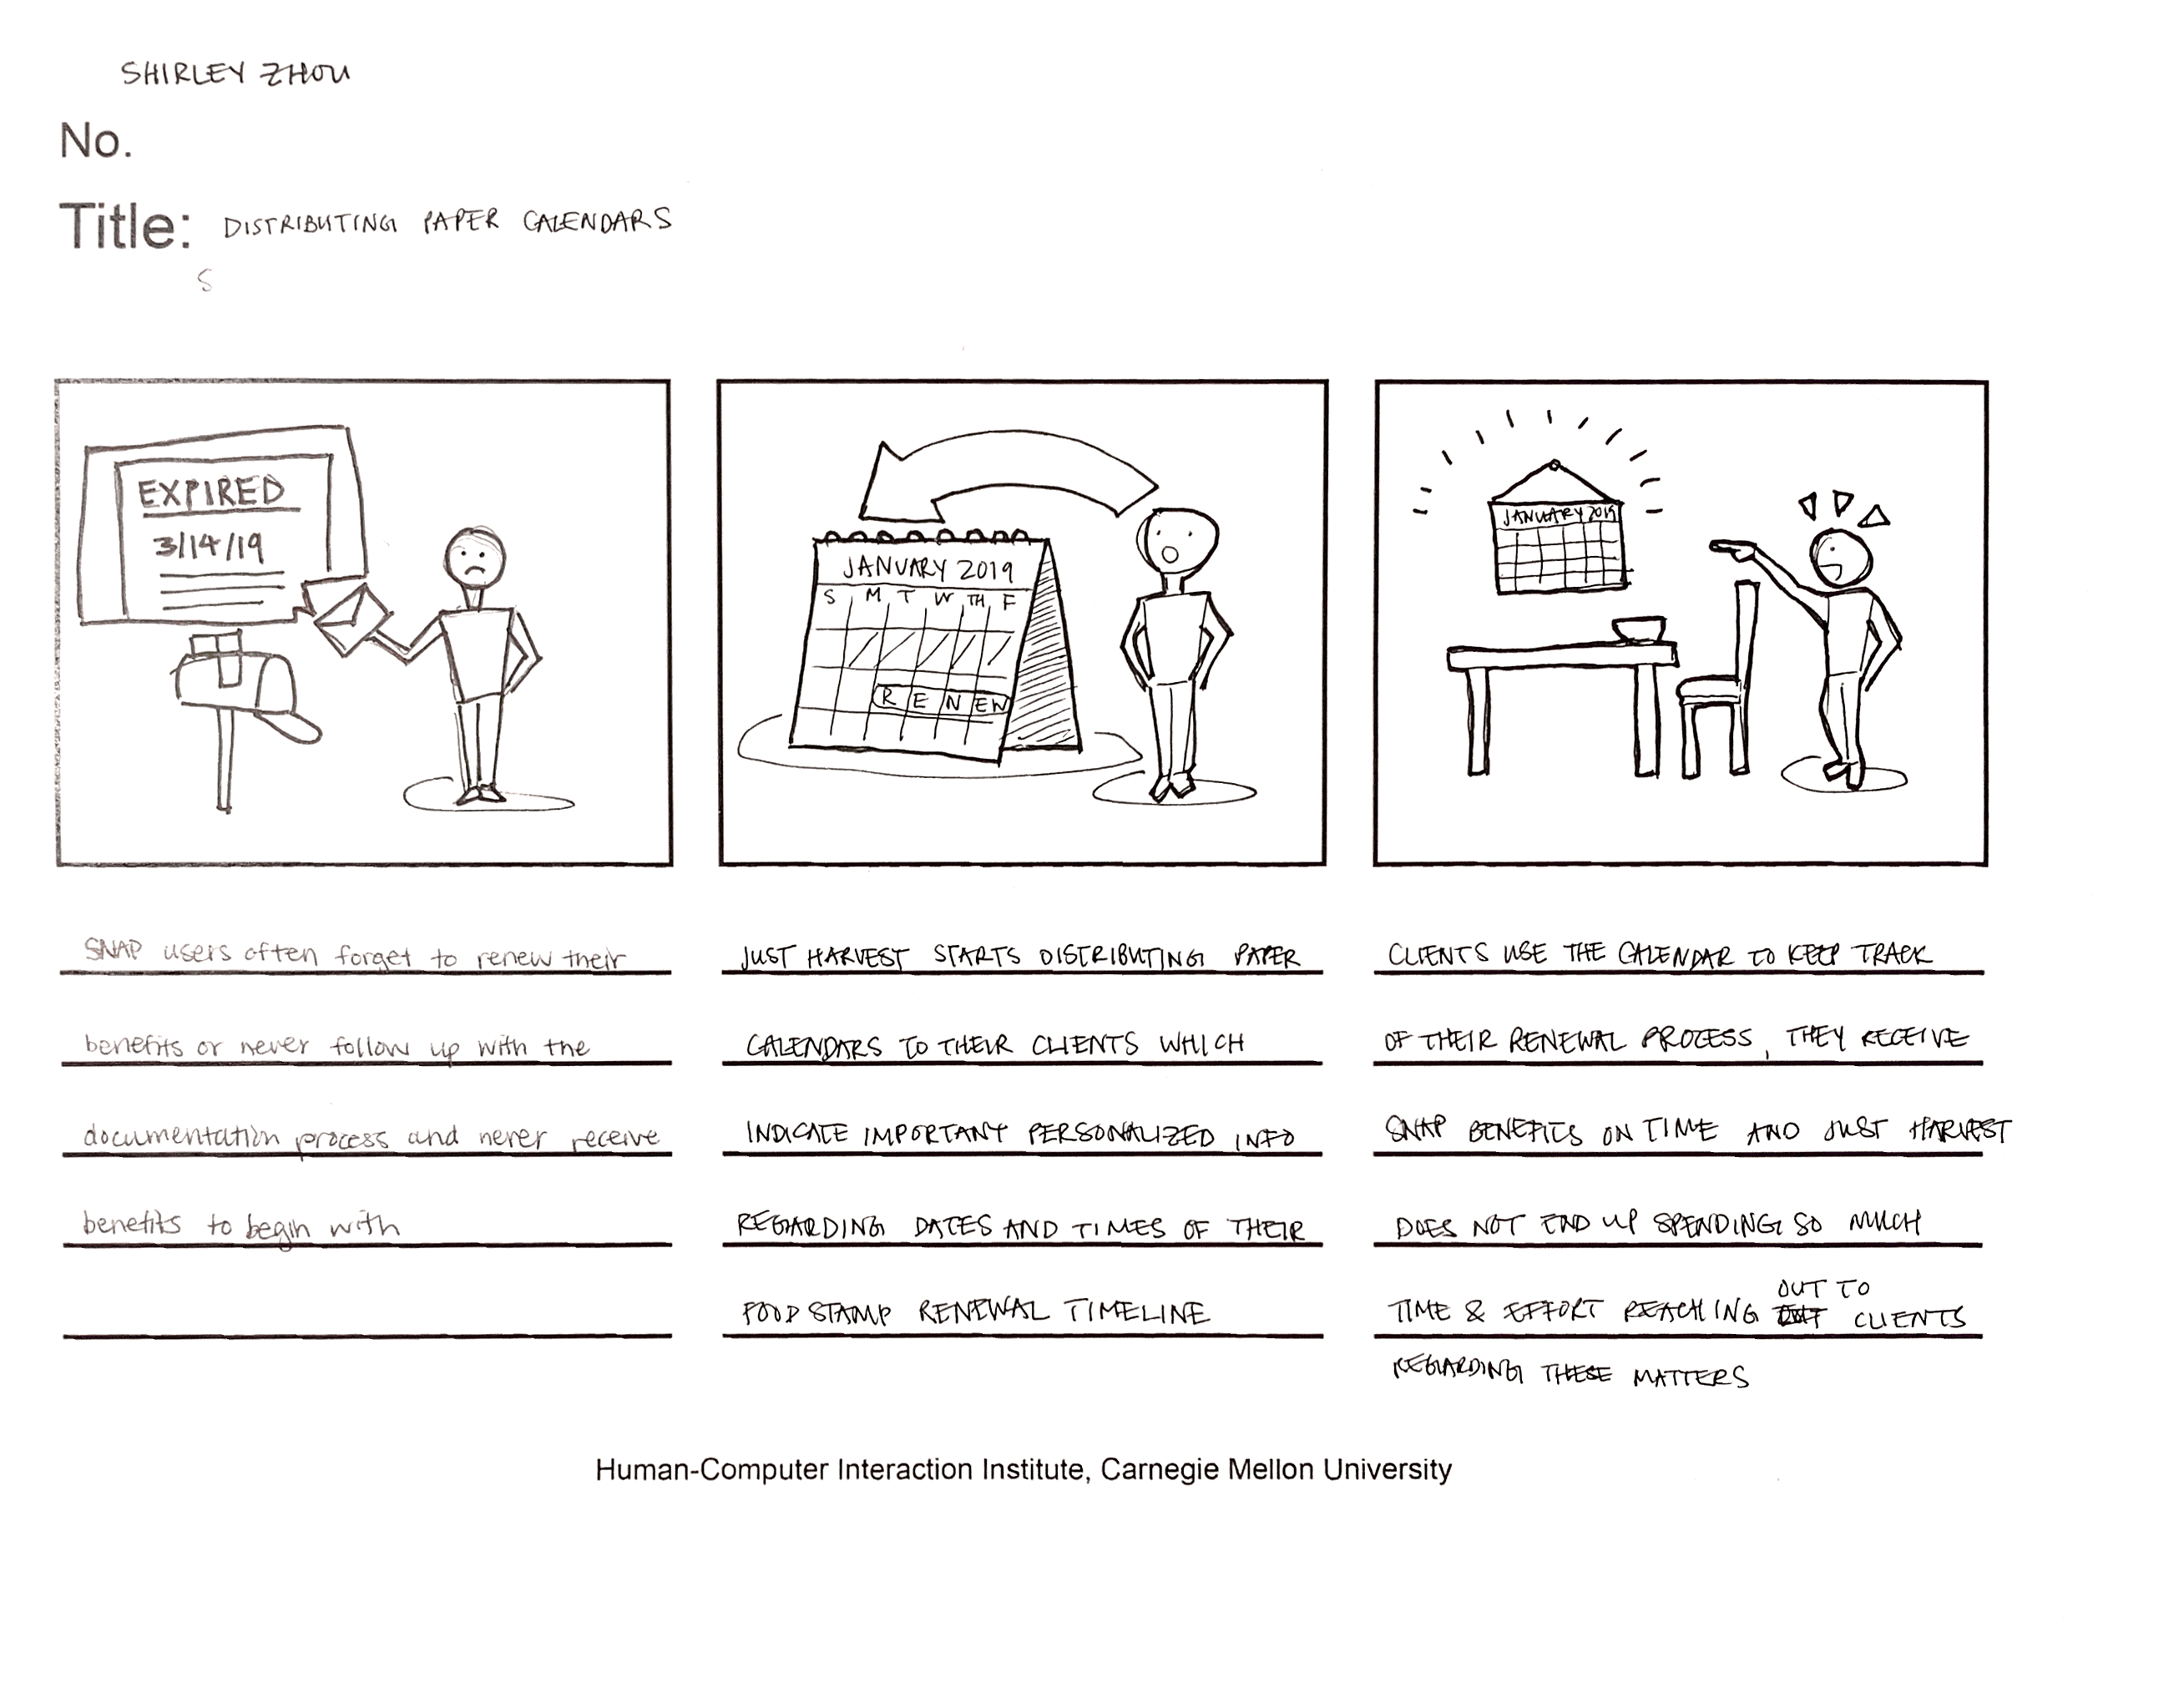 SHIRLEY ZHOU
No.
Title: DISTRIBUTING PAPER CALENDARS
S
EXPIRED
3/14/19
JANUARY 2019
S M T W TH F
RENEW
JANUARY 2019
SNAP users often forget to renew their
benefits or never follow up with the
documentation process and never receive
benefits to begin with
JUST HARVEST STARTS DISTRIBUTING PAPER
CALENDARS TO THEIR CLIENTS WHICH
INDICATE IMPORTANT PERSONALIZED INFO
REGARDING DATES AND TIMES OF THEIR
FOOD STAMP RENEWAL TIMELINE
CLIENTS USE THE CALENDAR TO KEEP TRACK
OF THEIR RENEWAL PROCESS, THEY RECEIVE
SNAP BENEFITS ON TIME AND JUST HARVEST
DOES NOT END UP SPENDING SO MUCH
TIME & EFFORT REACHING OUT TO CLIENTS
REGARDING THESE MATTERS
Human-Computer Interaction Institute, Carnegie Mellon University